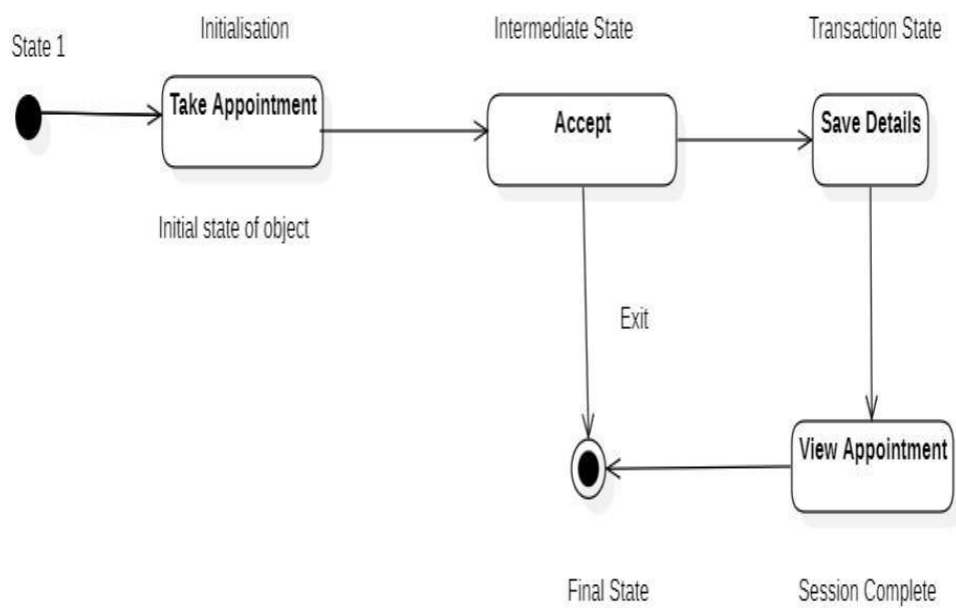 Initialisation
Intermediate State
Transaction State
State 1
Take Appointment
Accept
Save Details
Initial state of object
Exit
View Appointment
Final State
Session Complete